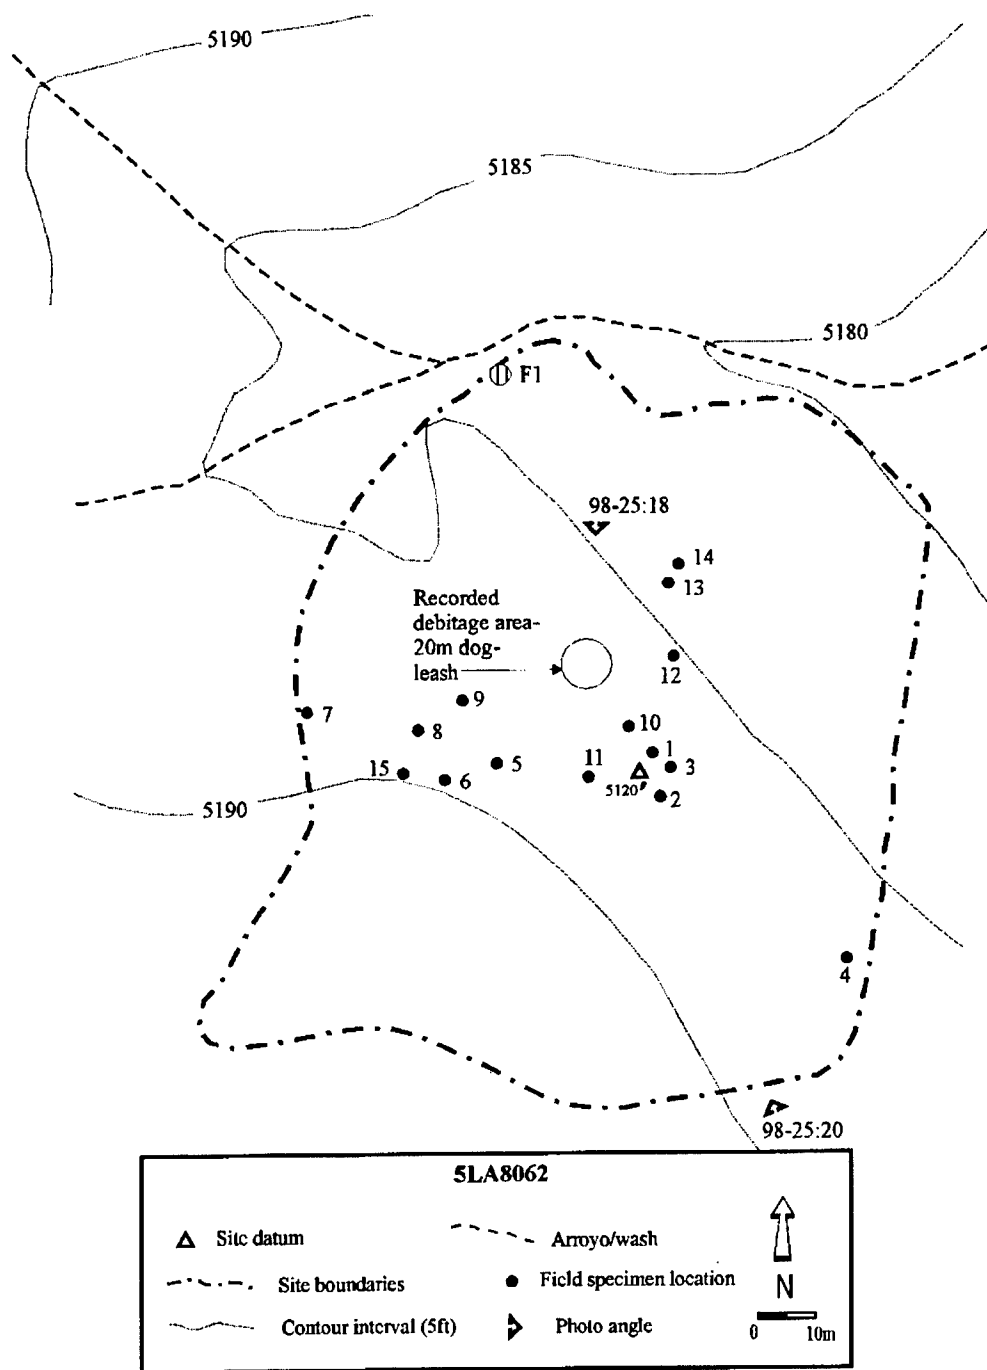 5190
5185
5180
F1
98-25:18
14
13
Recorded
debitage area-
20m dog-
leash
12
9
7
8
10
1
11
3
15
6
5
5120'
2
5190
4
98-25:20
5LA8062
Site datum
Arroyo/wash
Site boundaries
Field specimen location
N
Contour interval (5ft)
Photo angle
0
10m